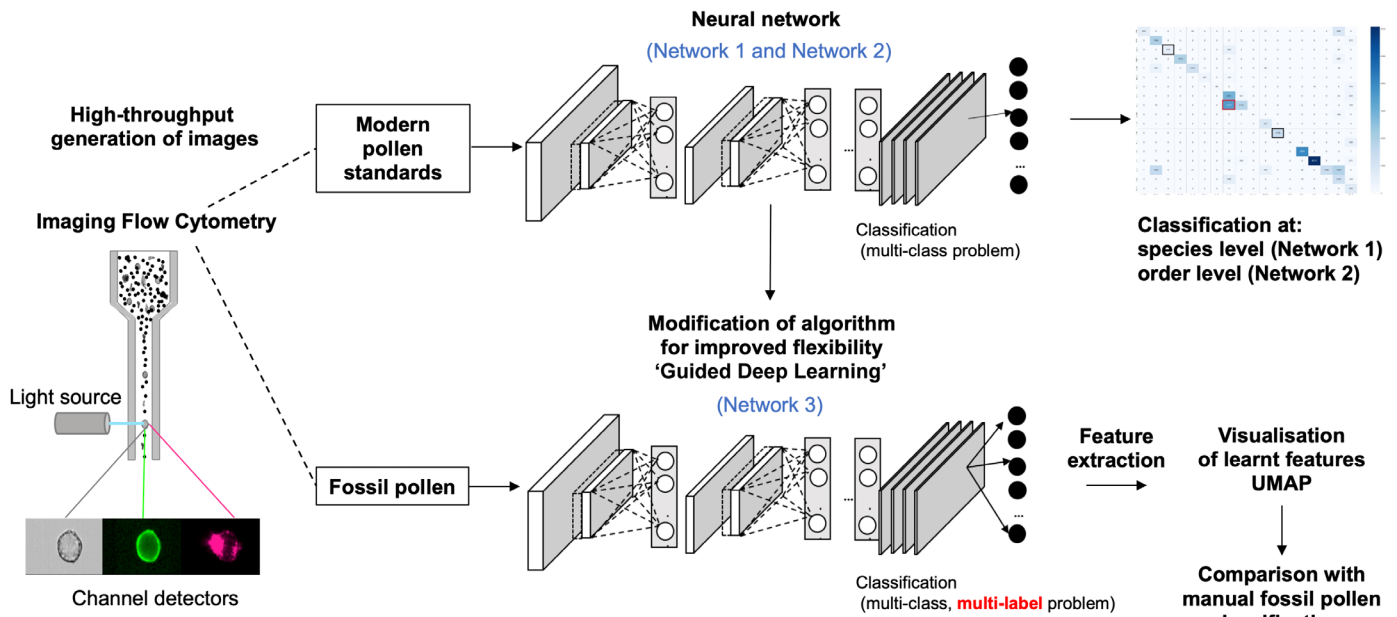 Neural network
(Network 1 and Network 2)
High-throughput
generation of images
Modern
pollen
standards
...
...
Classification
(multi-class problem)
Classification at:
species level (Network 1)
order level (Network 2)
Imaging Flow Cytometry
Light source
Channel detectors
Modification of algorithm
for improved flexibility
‘Guided Deep Learning’
(Network 3)
Fossil pollen
...
...
Classification
(multi-class, multi-label problem)
Feature
extraction
Visualisation
of learnt features
UMAP
Comparison with
manual fossil pollen